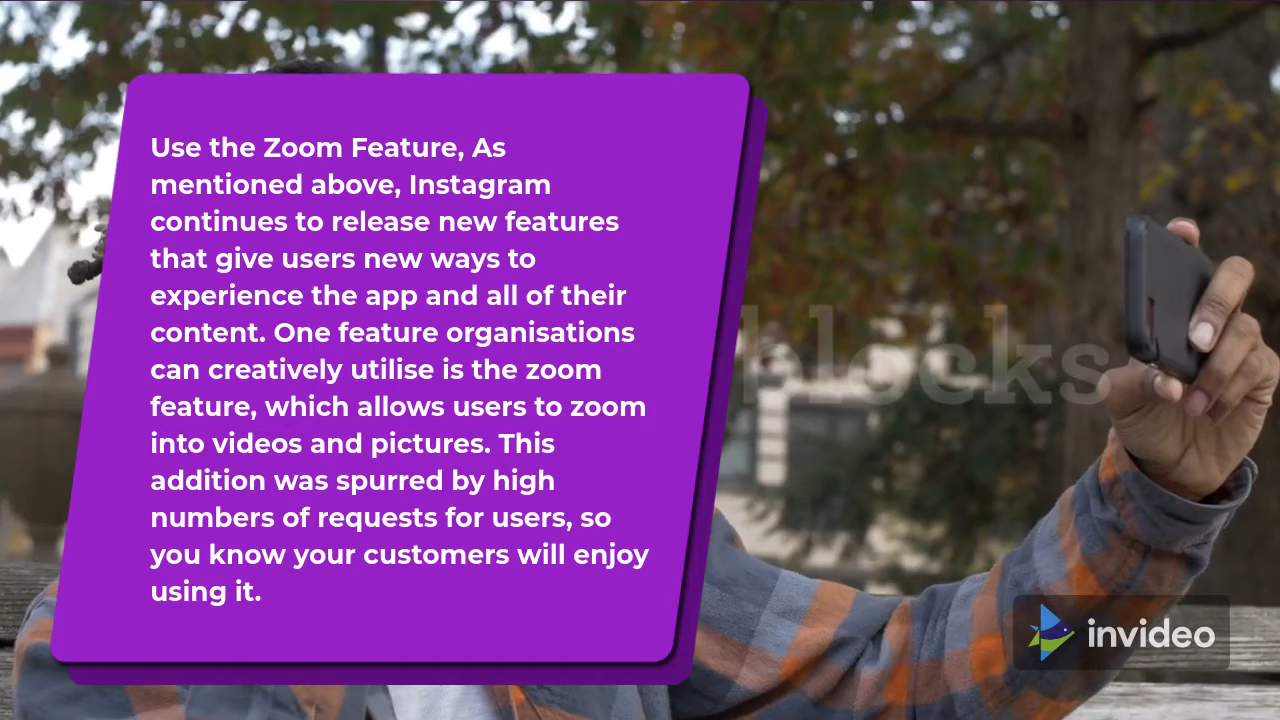 Use the Zoom Feature, As
mentioned above, Instagram
continues to release new features
that give users new ways to
experience the app and all of their
content. One feature organisations
can creatively utilise is the zoom
feature, which allows users to zoom
into videos and pictures. This
addition was spurred by high
numbers of requests for users, so
you know your customers will enjoy
using it.
blocks
invideo